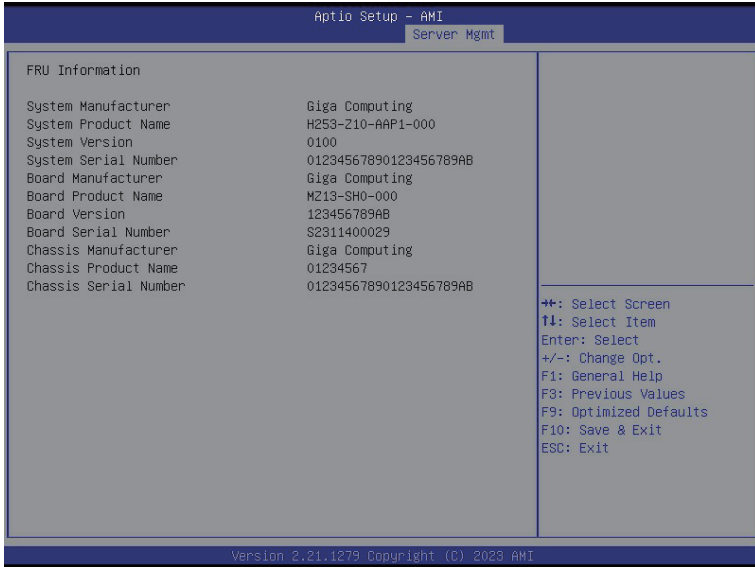 Aptio Setup – AMI
Server Mgmt
FRU Information
System Manufacturer Giga Computing
System Product Name H253-Z10-AAP1-000
System Version 0100
System Serial Number 01234567890123456789AB
Board Manufacturer Giga Computing
Board Product Name MZ13-SH0-000
Board Version 123456789AB
Board Serial Number S2311400029
Chassis Manufacturer Giga Computing
Chassis Product Name 01234567
Chassis Serial Number 01234567890123456789AB
→←: Select Screen
↑↓: Select Item
Enter: Select
+/-: Change Opt.
F1: General Help
F3: Previous Values
F9: Optimized Defaults
F10: Save & Exit
ESC: Exit
Version 2.21.1279 Copyright (C) 2023 AMI